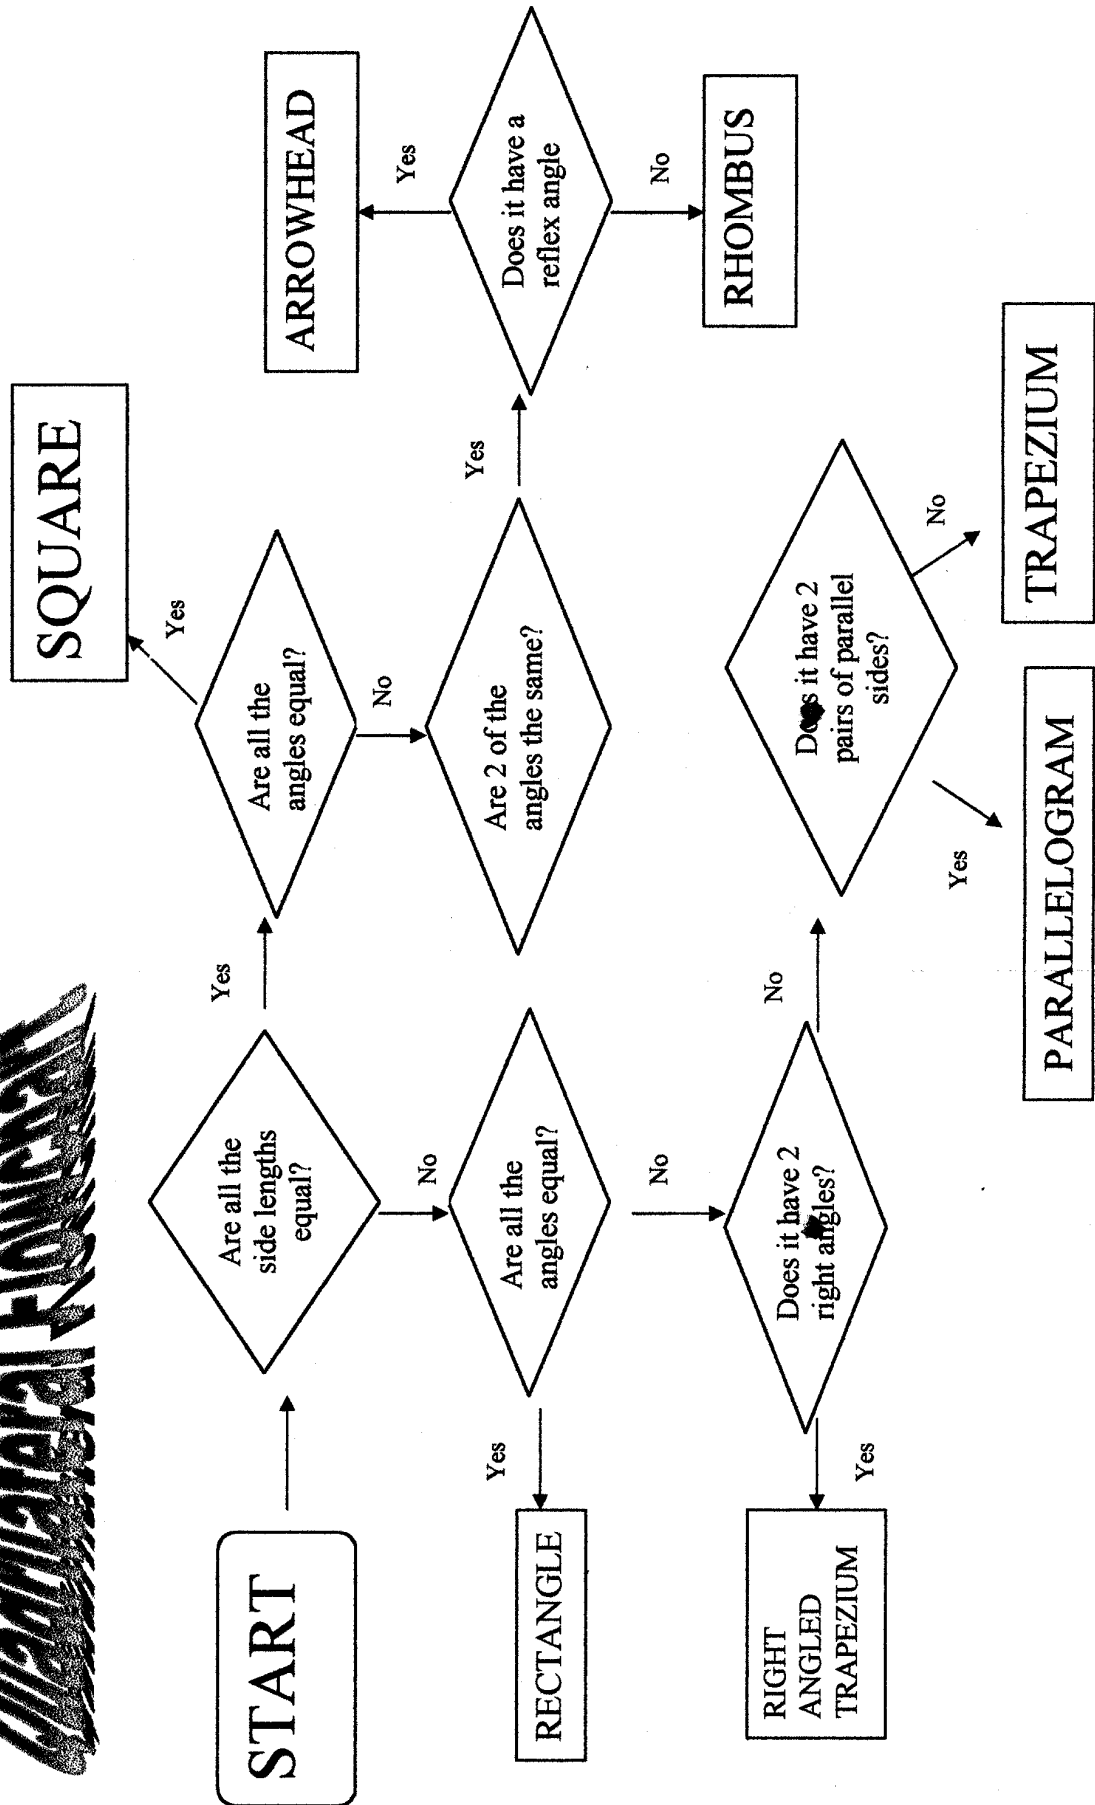 Quadrilateral Flowchart
START
Are all the
side lengths
equal?
Yes
Are all the
angles equal?
Yes
SQUARE
No
Are 2 of the
angles the same?
Yes
Does it have a
reflex angle
Yes
ARROWHEAD
No
RHOMBUS
No
Are all the
angles equal?
Yes
RECTANGLE
No
Does it have 2
right angles?
Yes
RIGHT
ANGLED
TRAPEZIUM
No
Does it have 2
pairs of parallel
sides?
Yes
PARALLELOGRAM
No
TRAPEZIUM